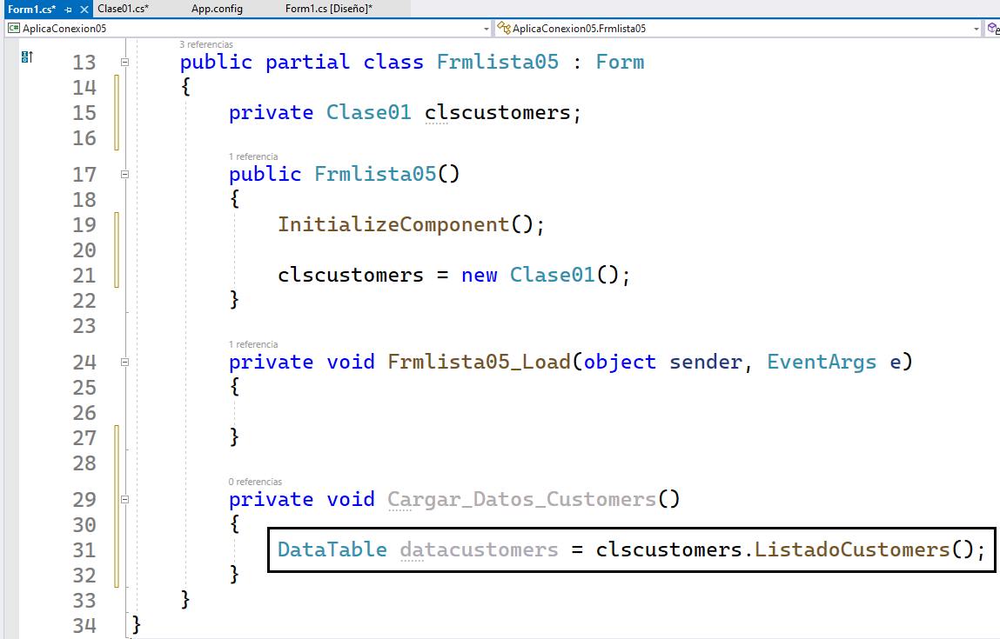 Form1.cs* Clase01.cs* App.config Form1.cs [Diseño]*
C# AplicaConexion05 AplicaConexion05.Frmlista05
3 referencias
13 public partial class Frmlista05 : Form
14 {
15 private Clase01 clscustomers;
16
1 referencia
17 public Frmlista05()
18 {
19 InitializeComponent();
20
21 clscustomers = new Clase01();
22 }
23
1 referencia
24 private void Frmlista05_Load(object sender, EventArgs e)
25 {
26
27 }
28
0 referencias
29 private void Cargar_Datos_Customers()
30 {
31 DataTable datacustomers = clscustomers.ListadoCustomers();
32 }
33 }
34 }